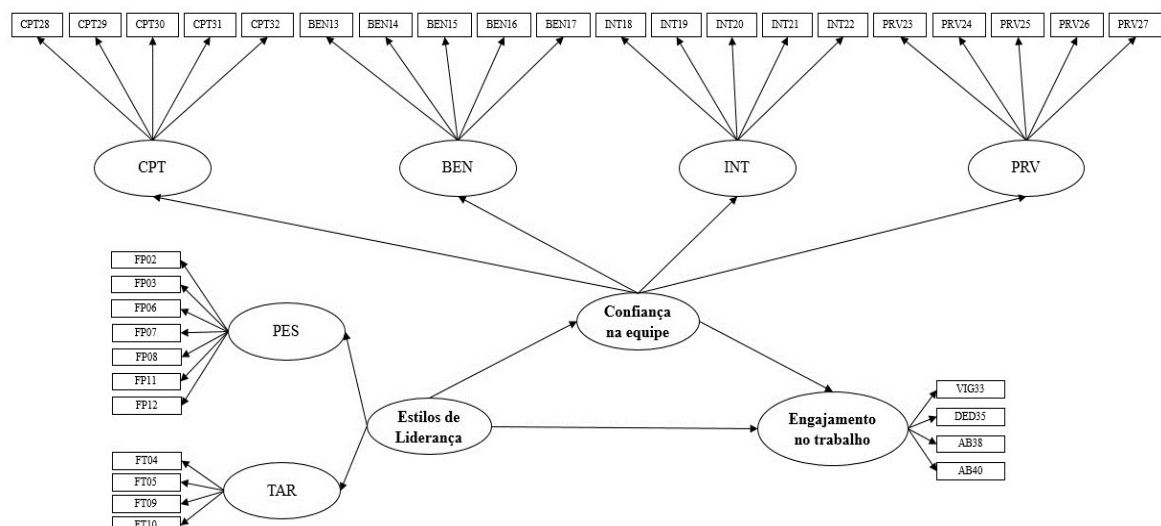 CPT28 CPT29 CPT30 CPT31 CPT32 BEN13 BEN14 BEN15 BEN16 BEN17 INT18 INT19 INT20 INT21 INT22 PRV23 PRV24 PRV25 PRV26 PRV27
CPT BEN INT PRV
FP02
FP03
FP06
FP07
FP08
FP11
FP12
PES
Confiança
na equipe
Estilos de
Liderança
Engajamento
no trabalho
VIG33
DED35
AB38
AB40
FT04
FT05
FT09
FT10
TAR